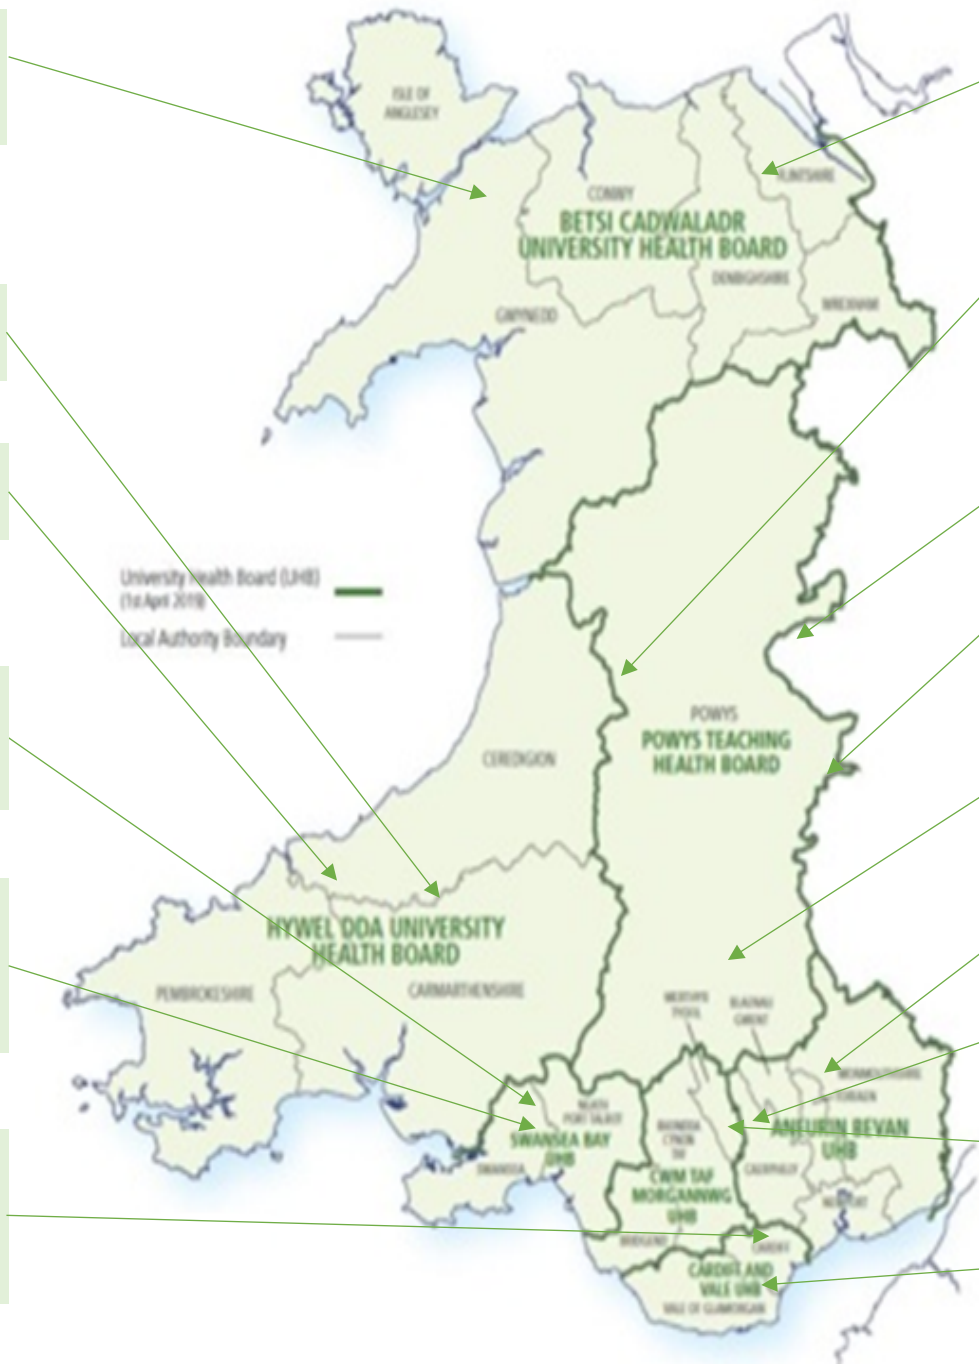 ISLE OF
ANGLESEY
FLINTSHIRE
CONWY
BETSI CADWALADR
UNIVERSITY HEALTH BOARD
DENBIGHSHIRE
WREXHAM
GWYNEDD
University Health Board (UHB)
(1st April 2019)
Local Authority Boundary
POWYS
POWYS TEACHING
HEALTH BOARD
CEREDIGION
HYWEL DDA UNIVERSITY
HEALTH BOARD
PEMBROKESHIRE
CARMARTHENSHIRE
MERTHYR
TYDFIL
BLAENAU
GWENT
MONMOUTHSHIRE
TORFAEN
NEATH
PORT TALBOT
SWANSEA BAY
UHB
SWANSEA
RHONDDA
CYNON
TAF
ANEURIN BEVAN
UHB
CAERPHILLY
CWM TAF
MORGANNWG
UHB
NEWPORT
BRIDGEND
CARDIFF
CARDIFF AND
VALE UHB
VALE OF GLAMORGAN